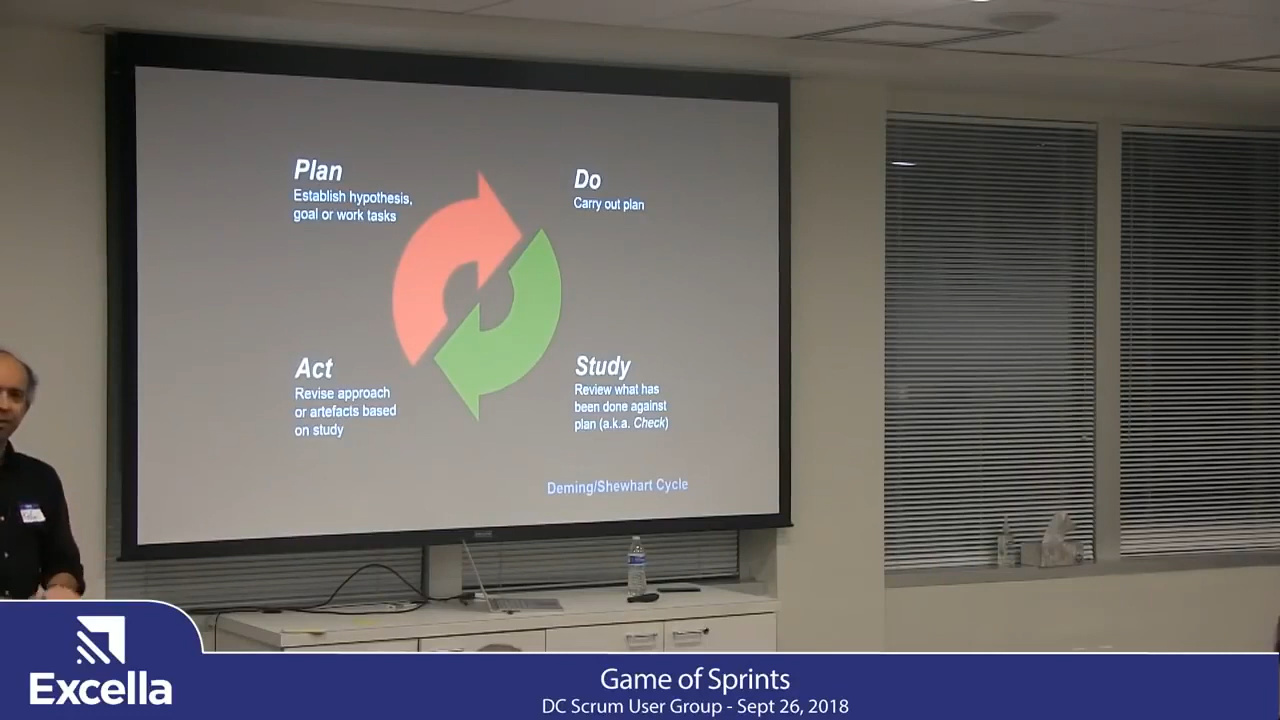 Plan
Establish hypothesis,
goal or work tasks
Do
Carry out plan
Act
Revise approach
or artefacts based
on study
Study
Review what has
been done against
plan (a.k.a. Check)
Deming/Shewhart Cycle
Excella
Game of Sprints
DC Scrum User Group - Sept 26, 2018